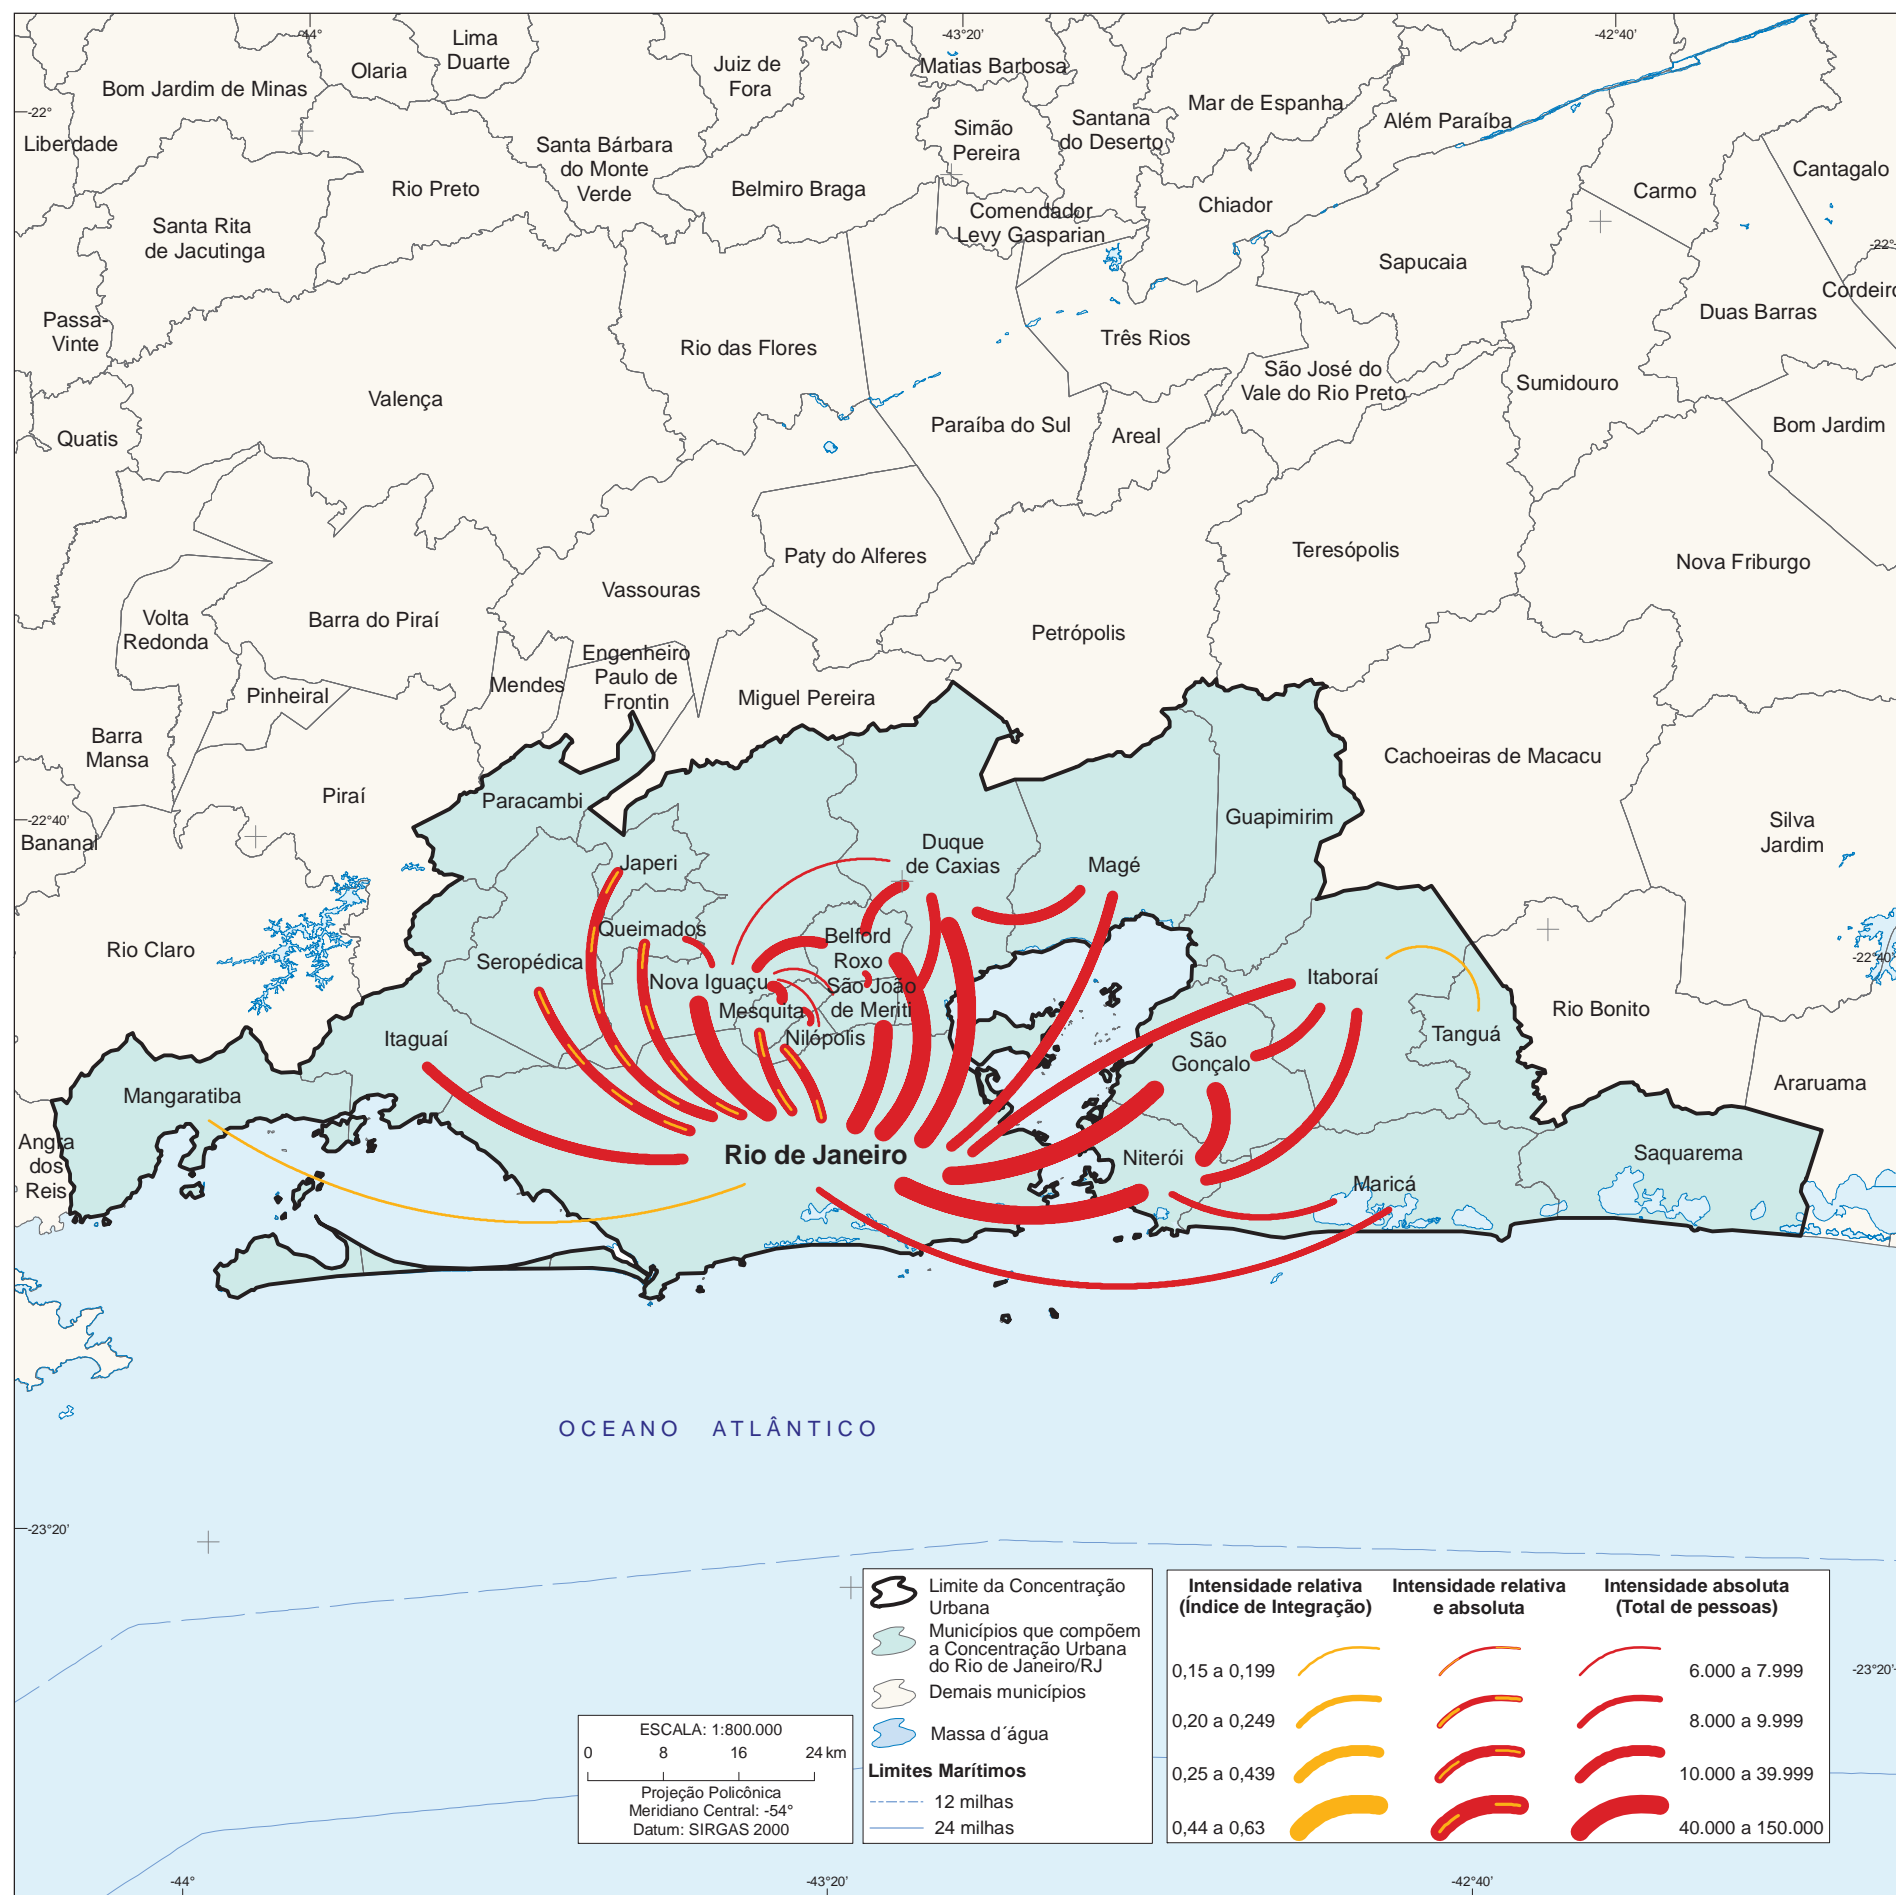 -44°
-43°20'
-42°40'
Lima
Duarte
Olaria
Juiz de
Fora
Matias Barbosa
Bom Jardim de Minas
Mar de Espanha
-22°
Além Paraíba
Santana
do Deserto
Simão
Pereira
Liberdade
Santa Bárbara
do Monte
Verde
Cantagalo
Rio Preto
Belmiro Braga
Carmo
Chiador
Comendador
Levy Gasparian
Santa Rita
de Jacutinga
-22°
Sapucaia
Cordeiro
Duas Barras
Passa-
Vinte
Três Rios
Rio das Flores
São José do
Vale do Rio Preto
Sumidouro
Valença
Paraíba do Sul
Areal
Bom Jardim
Quatis
Teresópolis
Paty do Alferes
Nova Friburgo
Vassouras
Volta
Redonda
Barra do Piraí
Petrópolis
Engenheiro
Paulo de
Frontin
Mendes
Pinheiral
Miguel Pereira
Barra
Mansa
Cachoeiras de Macacu
Piraí
Paracambi
Guapimirim
-22°40'
Silva
Jardim
Bananal
Duque
de Caxias
Japeri
Magé
Queimados
Belford
Roxo
Rio Claro
Seropédica
-22°40'
Itaboraí
Nova Iguaçu
São João
de Meriti
Mesquita
Rio Bonito
Nilópolis
Tanguá
Itaguaí
São
Gonçalo
Araruama
Mangaratiba
Angra
dos
Reis
Rio de Janeiro
Niterói
Saquarema
Maricá
OCEANO ATLÂNTICO
-23°20'
Limite da Concentração
Urbana
Municípios que compõem
a Concentração Urbana
do Rio de Janeiro/RJ
Demais municípios
Massa d´água
Limites Marítimos
12 milhas
24 milhas
Intensidade relativa
(Índice de Integração)
Intensidade relativa
e absoluta
Intensidade absoluta
(Total de pessoas)
0,15 a 0,199
6.000 a 7.999
0,20 a 0,249
8.000 a 9.999
0,25 a 0,439
10.000 a 39.999
0,44 a 0,63
40.000 a 150.000
-23°20'
ESCALA: 1:800.000
0 8 16 24 km
Projeção Policônica
Meridiano Central: -54°
Datum: SIRGAS 2000
-44°
-43°20'
-42°40'